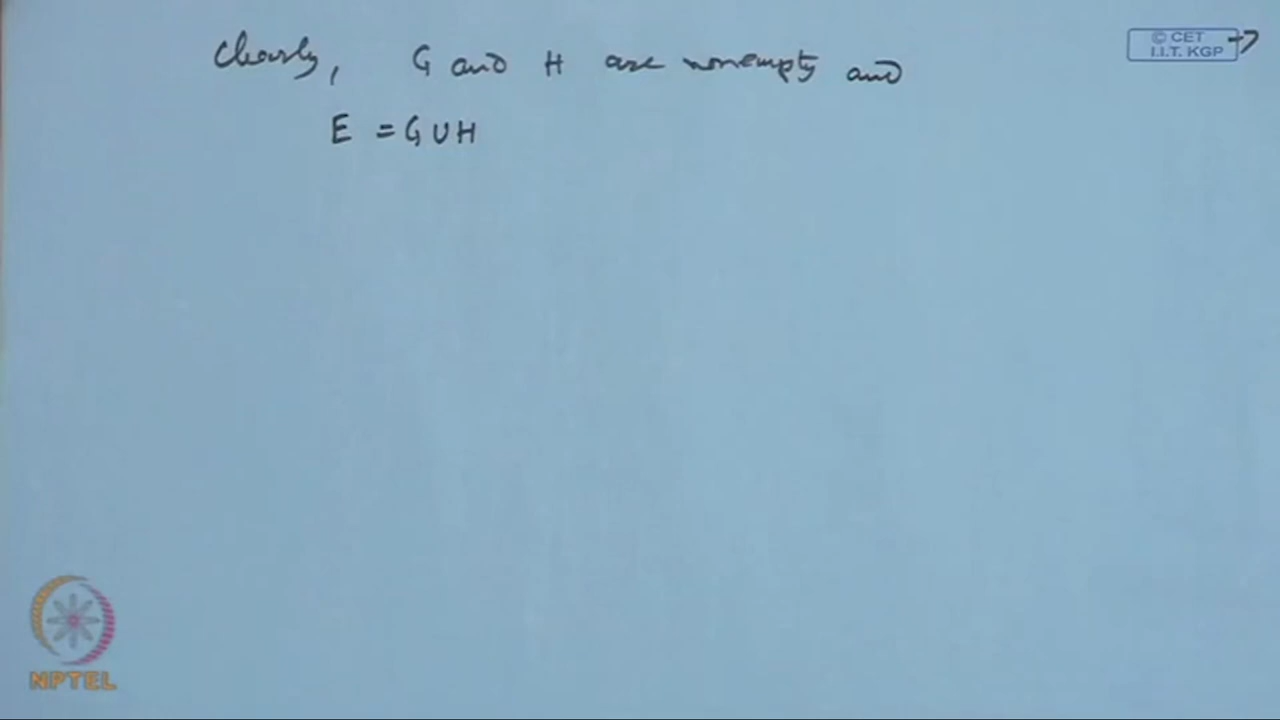 Clearly, G and H are nonempty and
E = G ∪ H
© CET
I.I.T. KGP
NPTEL